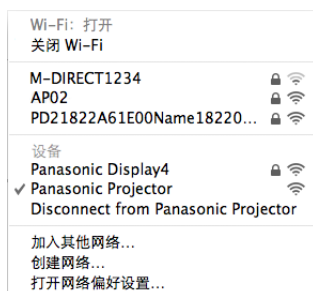 Wi-Fi：打开
关闭 Wi-Fi
M-DIRECT1234
AP02
PD21822A61E00Name18220...
设备
Panasonic Display4
Panasonic Projector
Disconnect from Panasonic Projector
加入其他网络...
创建网络...
打开网络偏好设置...